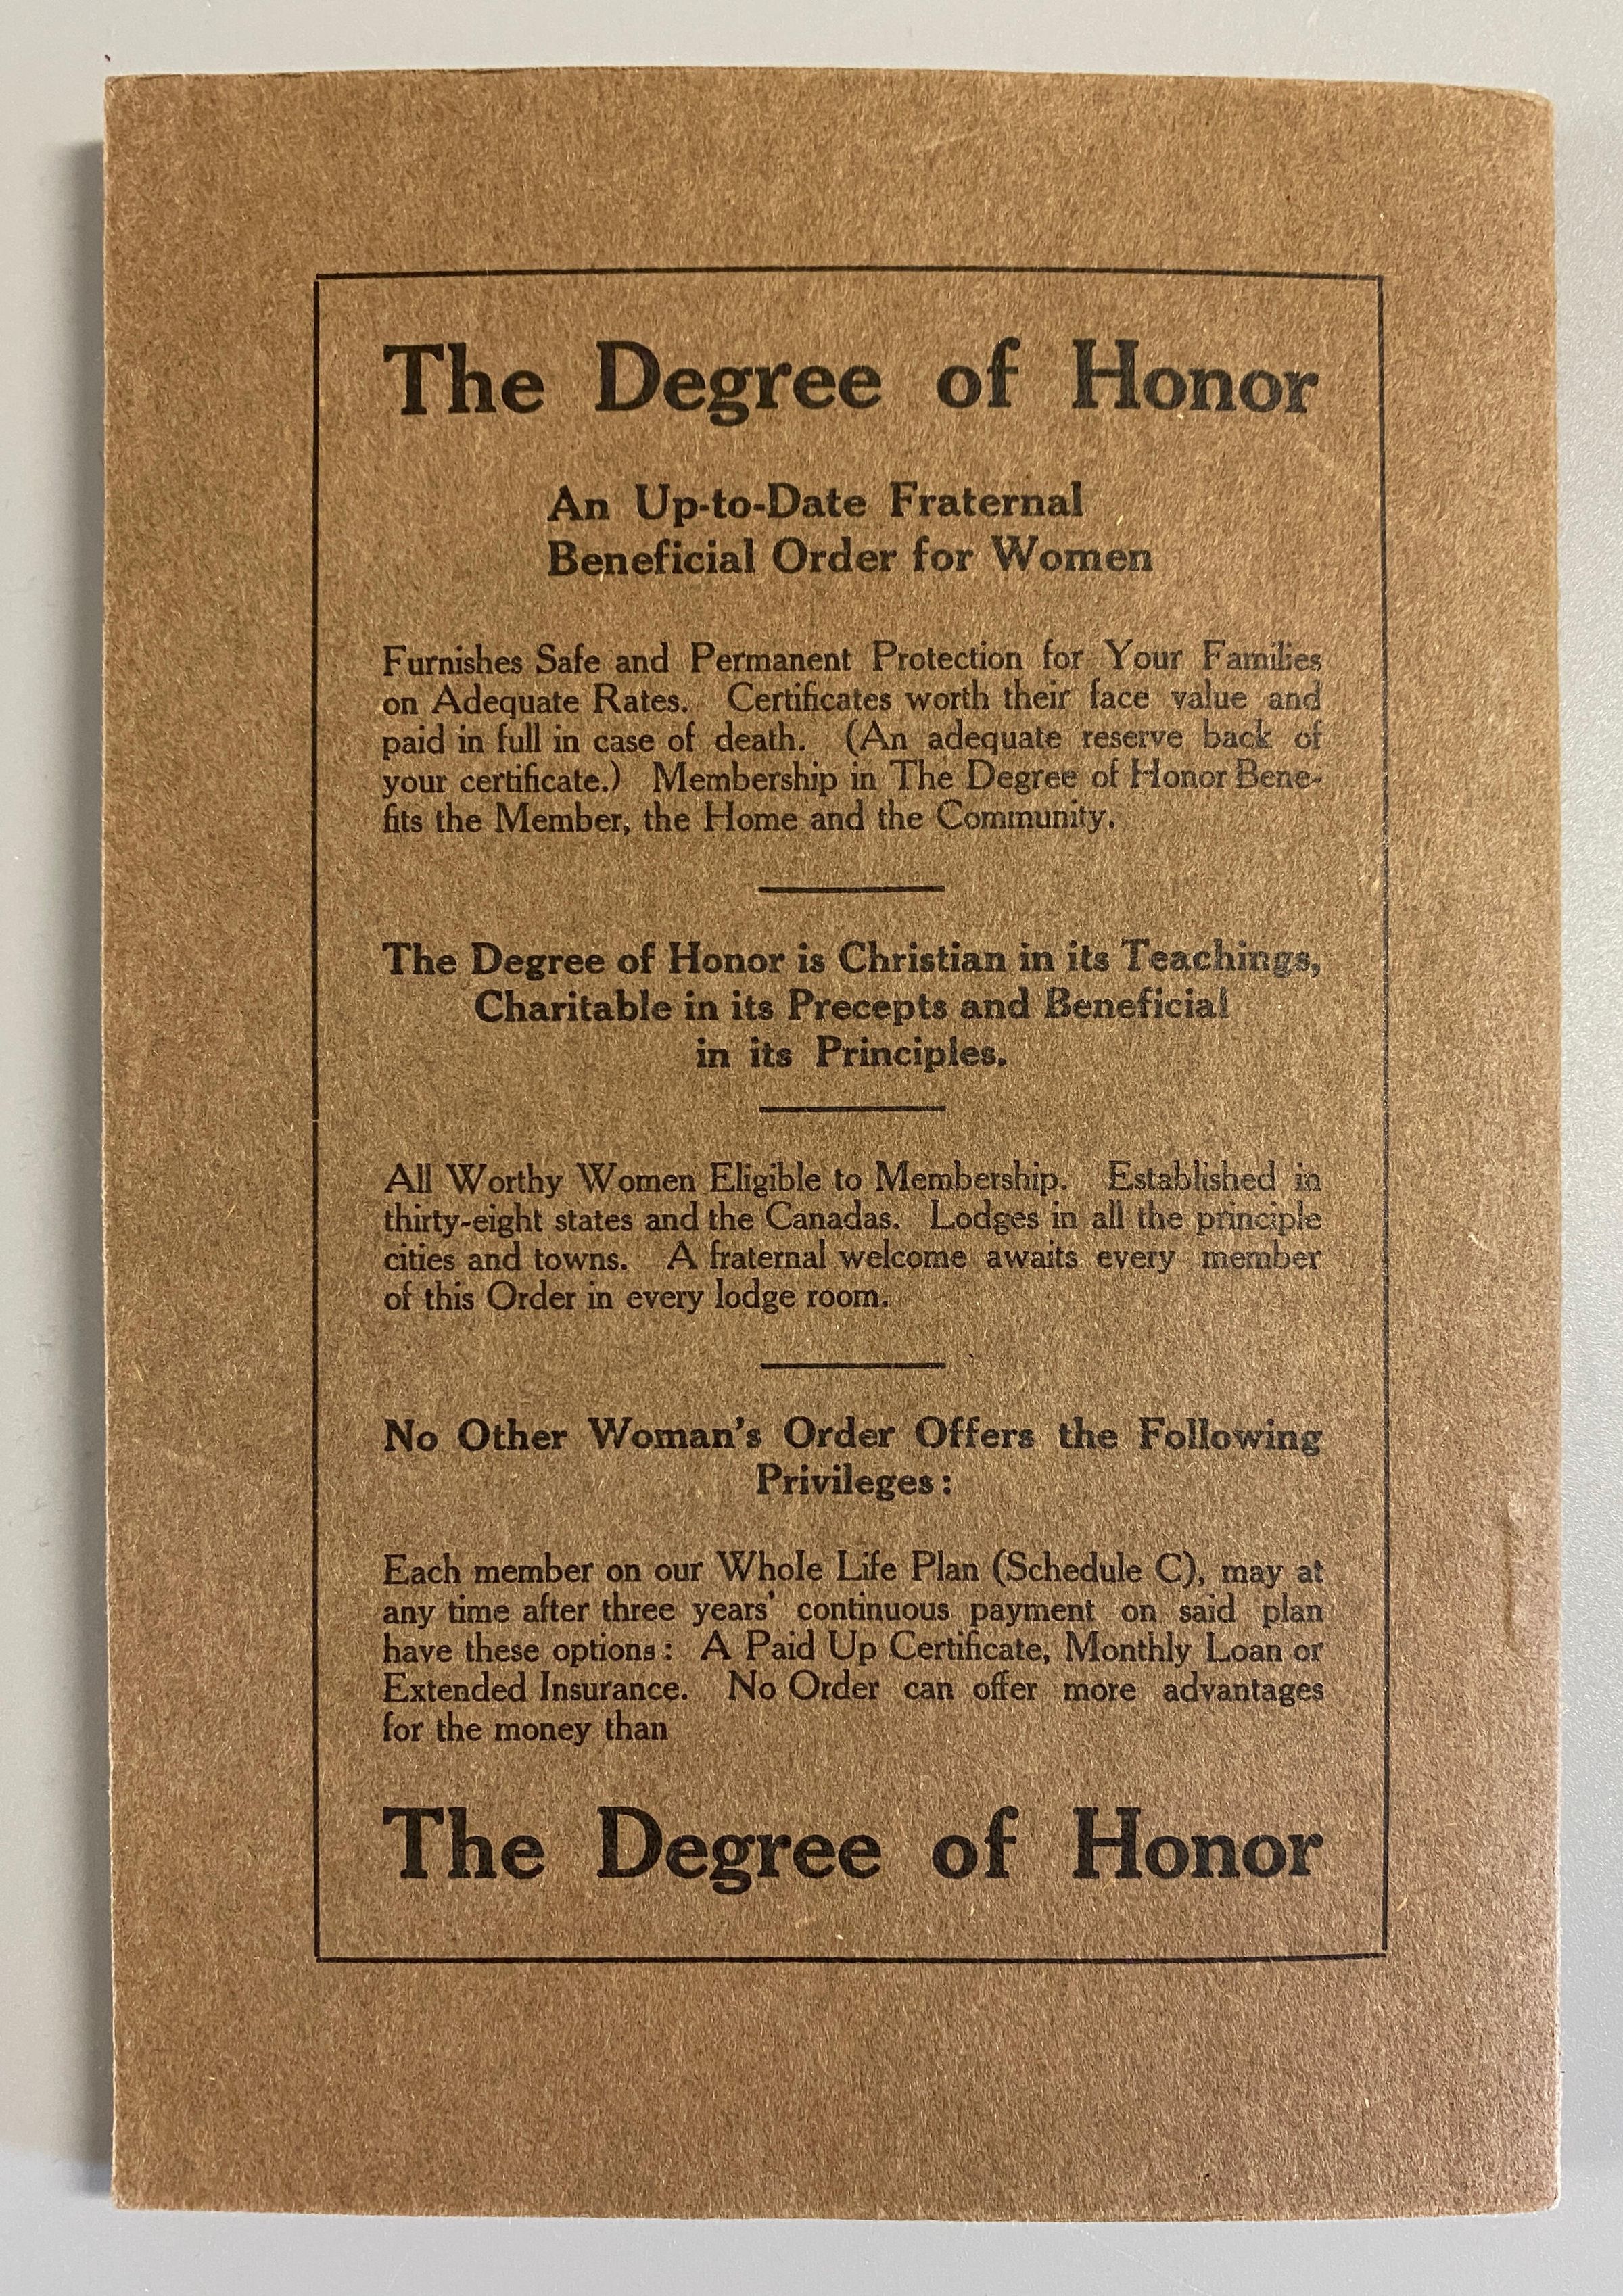 The Degree of Honor
An Up-to-Date Fraternal
Beneficial Order for Women
Furnishes Safe and Permanent Protection for Your Families
on Adequate Rates. Certificates worth their face value and
paid in full in case of death. (An adequate reserve back of
your certificate.) Membership in The Degree of Honor Bene-
fits the Member, the Home and the Community.
The Degree of Honor is Christian in its Teachings,
Charitable in its Precepts and Beneficial
in its Principles.
All Worthy Women Eligible to Membership. Established in
thirty-eight states and the Canadas. Lodges in all the principle
cities and towns. A fraternal welcome awaits every member
of this Order in every lodge room.
No Other Woman's Order Offers the Following
Privileges:
Each member on our Whole Life Plan (Schedule C), may at
any time after three years' continuous payment on said plan
have these options: A Paid Up Certificate, Monthly Loan or
Extended Insurance. No Order can offer more advantages
for the money than
The Degree of Honor